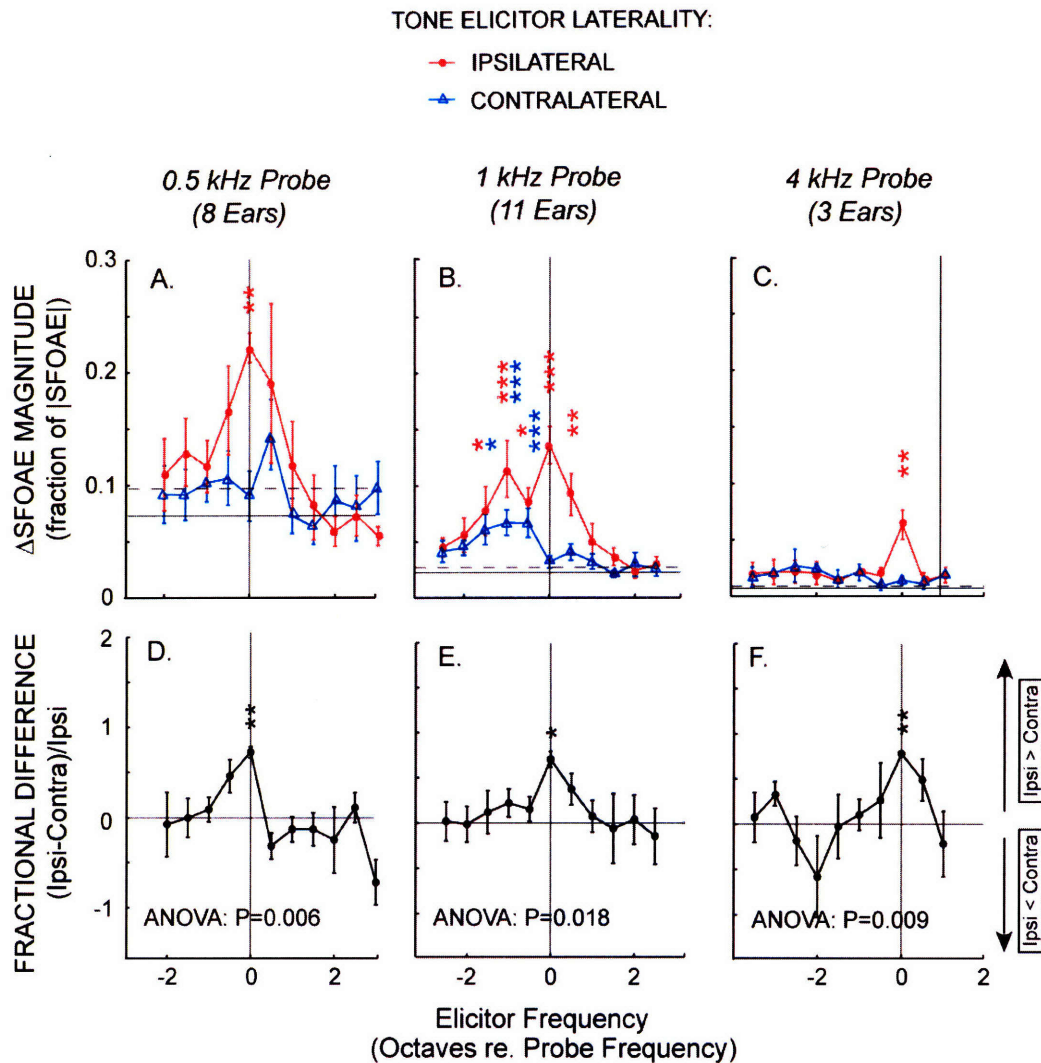 TONE ELICITOR LATERALITY:
IPSILATERAL
CONTRALATERAL
0.5 kHz Probe
(8 Ears)
1 kHz Probe
(11 Ears)
4 kHz Probe
(3 Ears)
ΔSFOAE MAGNITUDE
(fraction of |SFOAE|)
0.3
0.2
0.1
0
A.
**
B.
*
*
***
***
*
***
***
**
C.
**
FRACTIONAL DIFFERENCE
(Ipsi-Contra)/Ipsi
2
1
0
-1
D.
**
ANOVA: P=0.006
E.
*
ANOVA: P=0.018
F.
**
ANOVA: P=0.009
Ipsi > Contra
Ipsi < Contra
-2 0 2
-2 0 2
-2 0 2
Elicitor Frequency
(Octaves re. Probe Frequency)